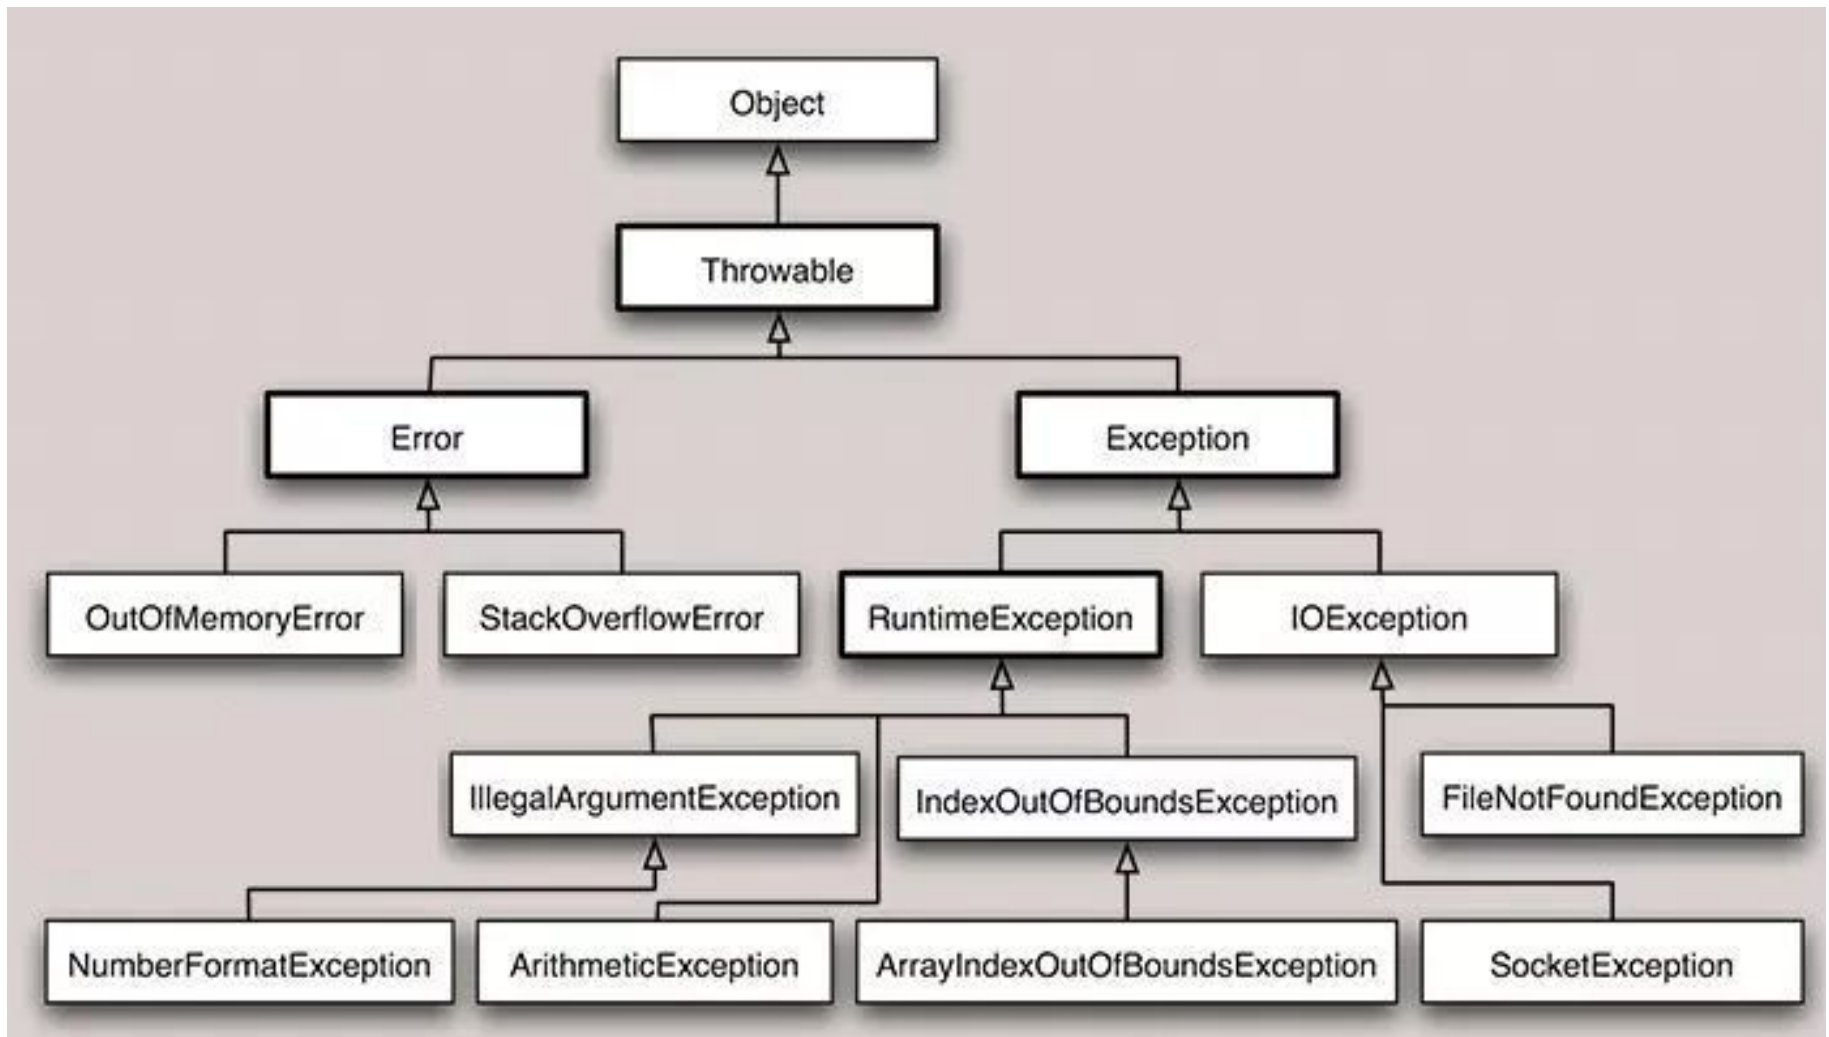 Object
Throwable
Error
Exception
OutOfMemoryError
StackOverflowError
RuntimeException
IOException
IllegalArgumentException
IndexOutOfBoundsException
FileNotFoundException
NumberFormatException
ArithmeticException
ArrayIndexOutOfBoundsException
SocketException